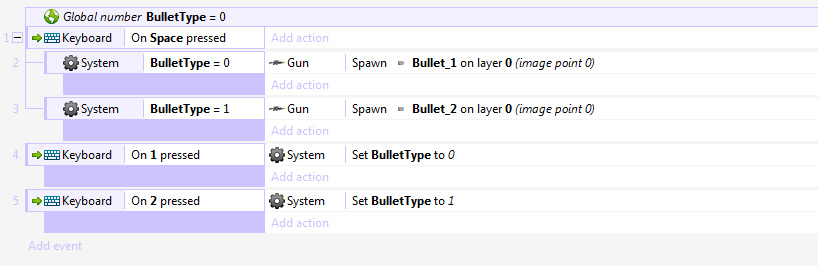 Global number BulletType = 0
1 Keyboard On Space pressed Add action
2 System BulletType = 0 Gun Spawn Bullet_1 on layer 0 (image point 0)
Add action
3 System BulletType = 1 Gun Spawn Bullet_2 on layer 0 (image point 0)
Add action
4 Keyboard On 1 pressed System Set BulletType to 0
Add action
5 Keyboard On 2 pressed System Set BulletType to 1
Add action
Add event